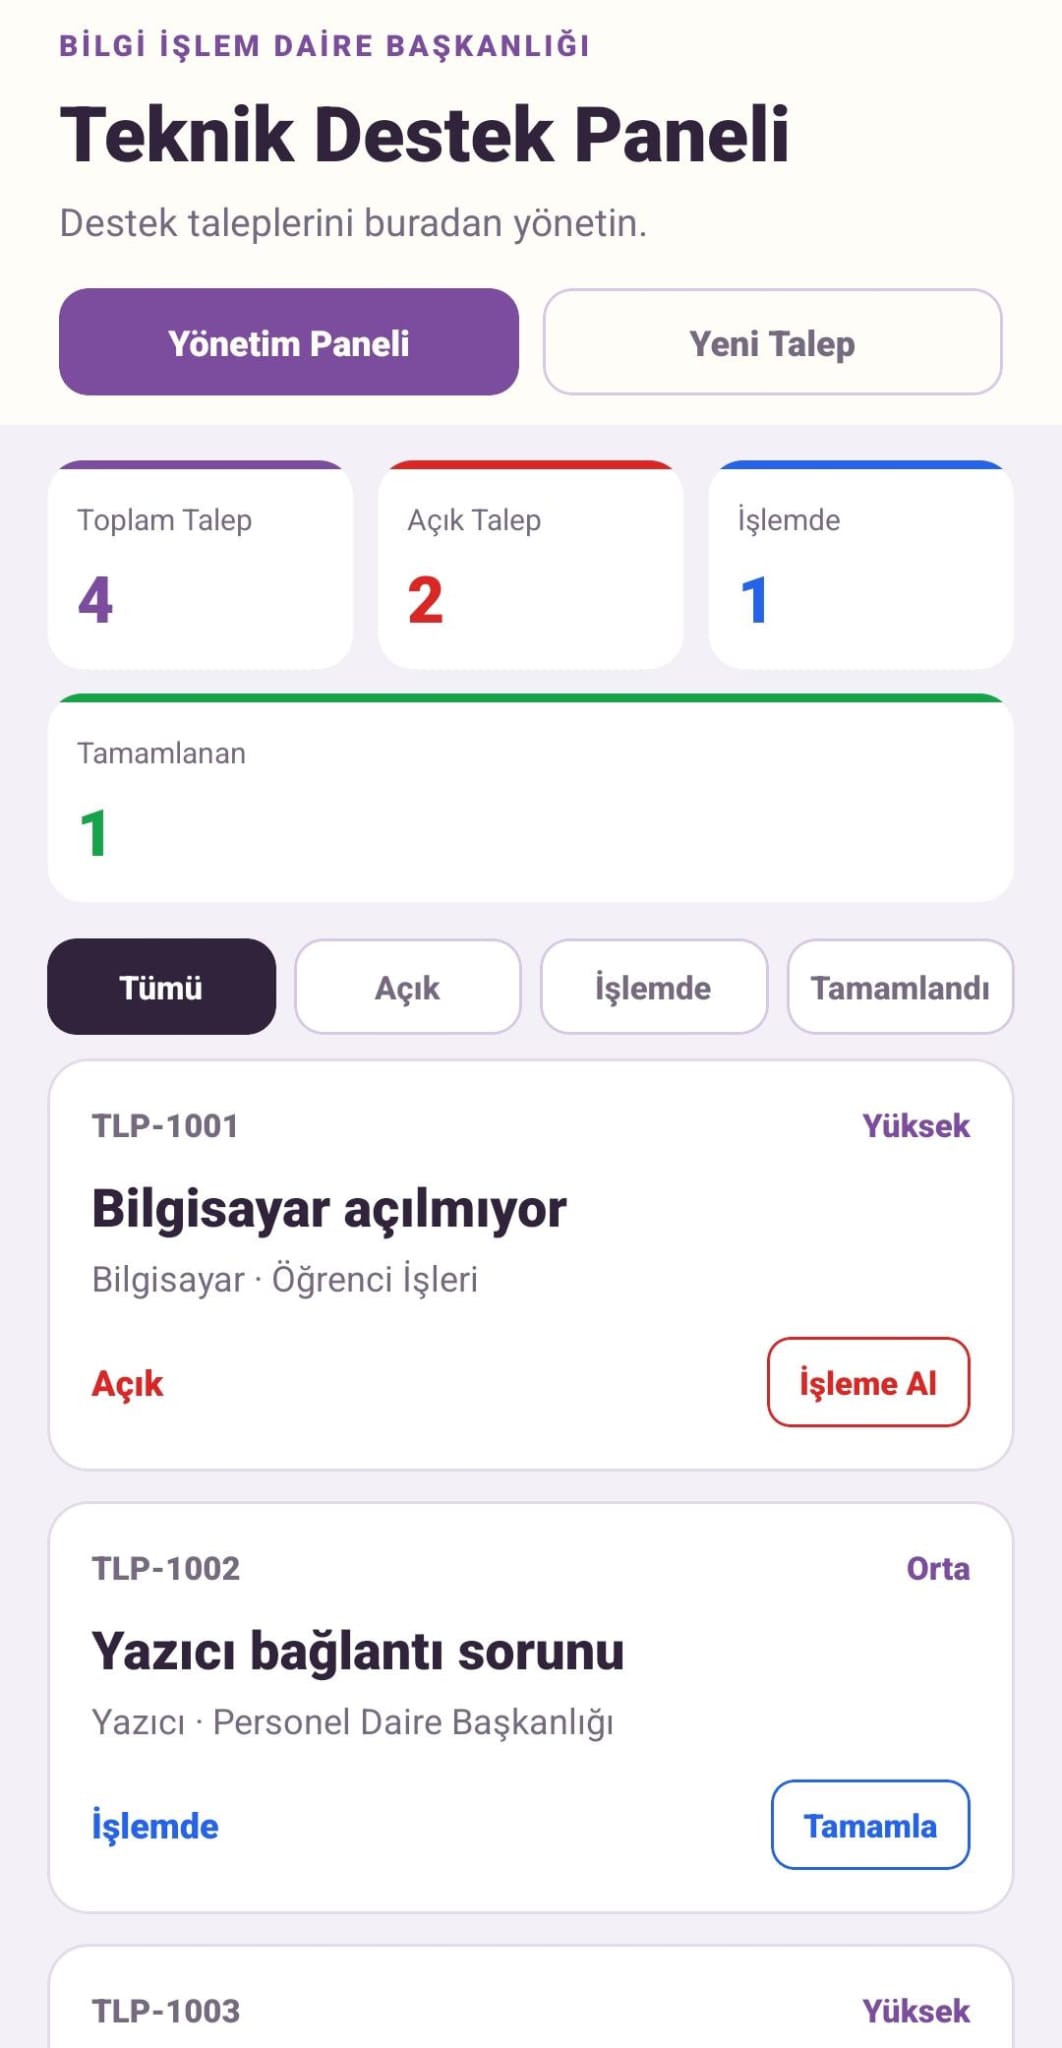 BİLGİ İŞLEM DAİRE BAŞKANLIĞI
Teknik Destek Paneli
Destek taleplerini buradan yönetin.
Yönetim Paneli
Yeni Talep
Toplam Talep
4
Açık Talep
2
İşlemde
1
Tamamlanan
1
Tümü
Açık
İşlemde
Tamamlandı
TLP-1001
Yüksek
Bilgisayar açılmıyor
Bilgisayar · Öğrenci İşleri
Açık
İşleme Al
TLP-1002
Orta
Yazıcı bağlantı sorunu
Yazıcı · Personel Daire Başkanlığı
İşlemde
Tamamla
TLP-1003
Yüksek